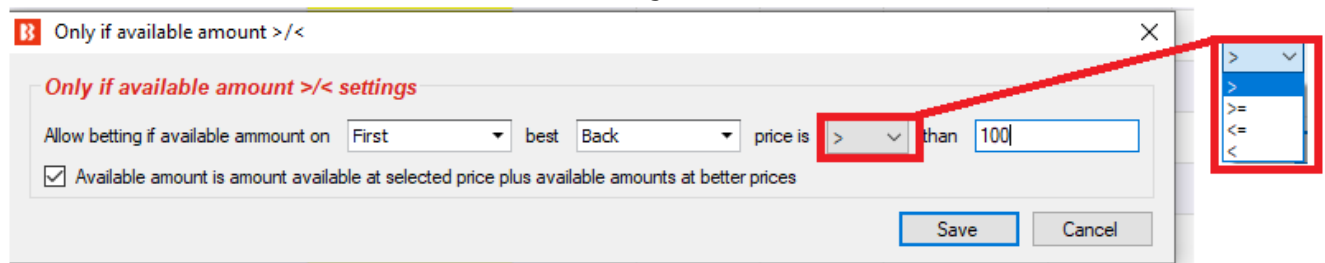 Only if available amount >/<
Only if available amount >/< settings
Allow betting if available ammount on First best Back price is > than 100
Available amount is amount available at selected price plus available amounts at better prices
Save Cancel
>
>
>=
<=
<